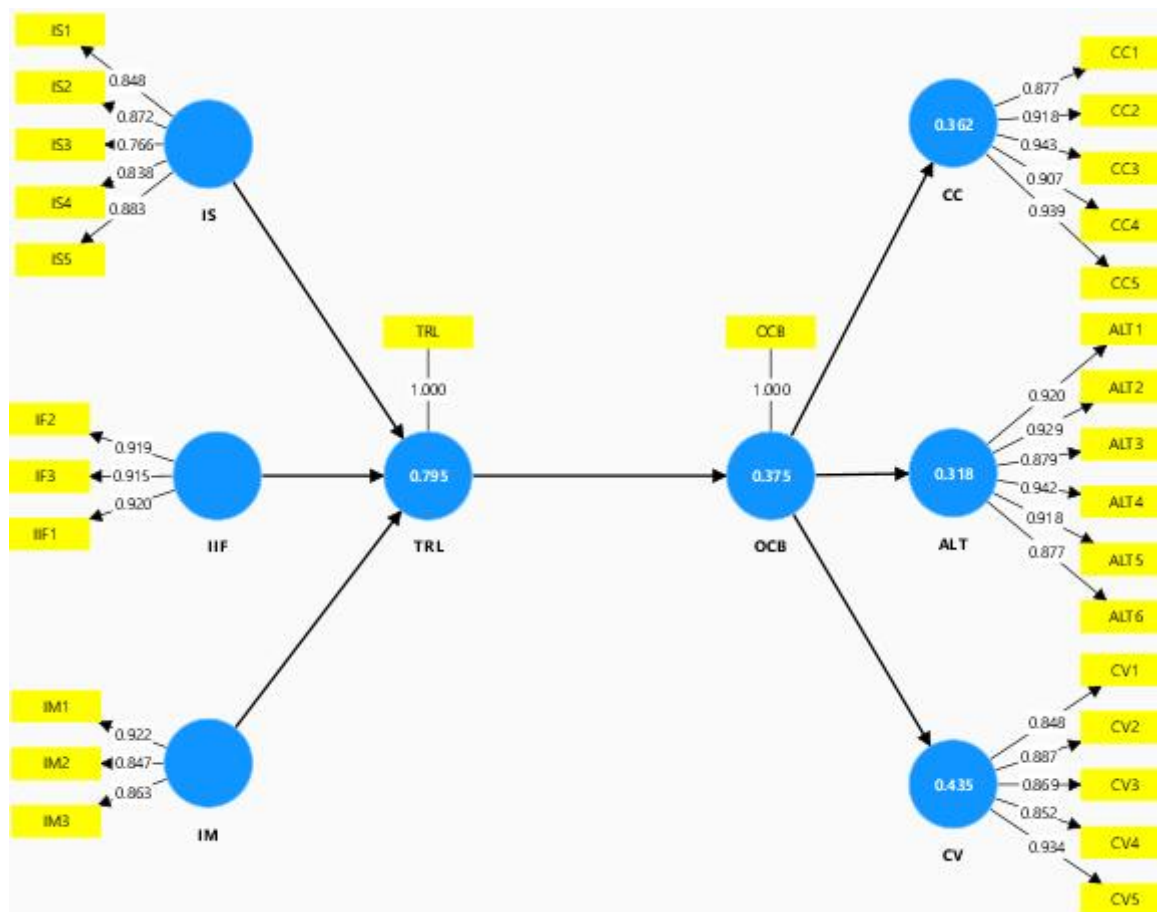 IS1
IS2
IS3
IS4
IS5
0.848
0.872
0.766
0.838
0.883
IS
IF2
IF3
IIF1
0.919
0.915
0.920
IIF
IM1
IM2
IM3
0.922
0.847
0.863
IM
TRL
1.000
0.795
TRL
OCB
1.000
0.375
OCB
0.362
CC
0.877
0.918
0.943
0.907
0.939
CC1
CC2
CC3
CC4
CC5
0.318
ALT
0.920
0.929
0.879
0.942
0.918
0.877
ALT1
ALT2
ALT3
ALT4
ALT5
ALT6
0.435
CV
0.848
0.887
0.869
0.852
0.934
CV1
CV2
CV3
CV4
CV5